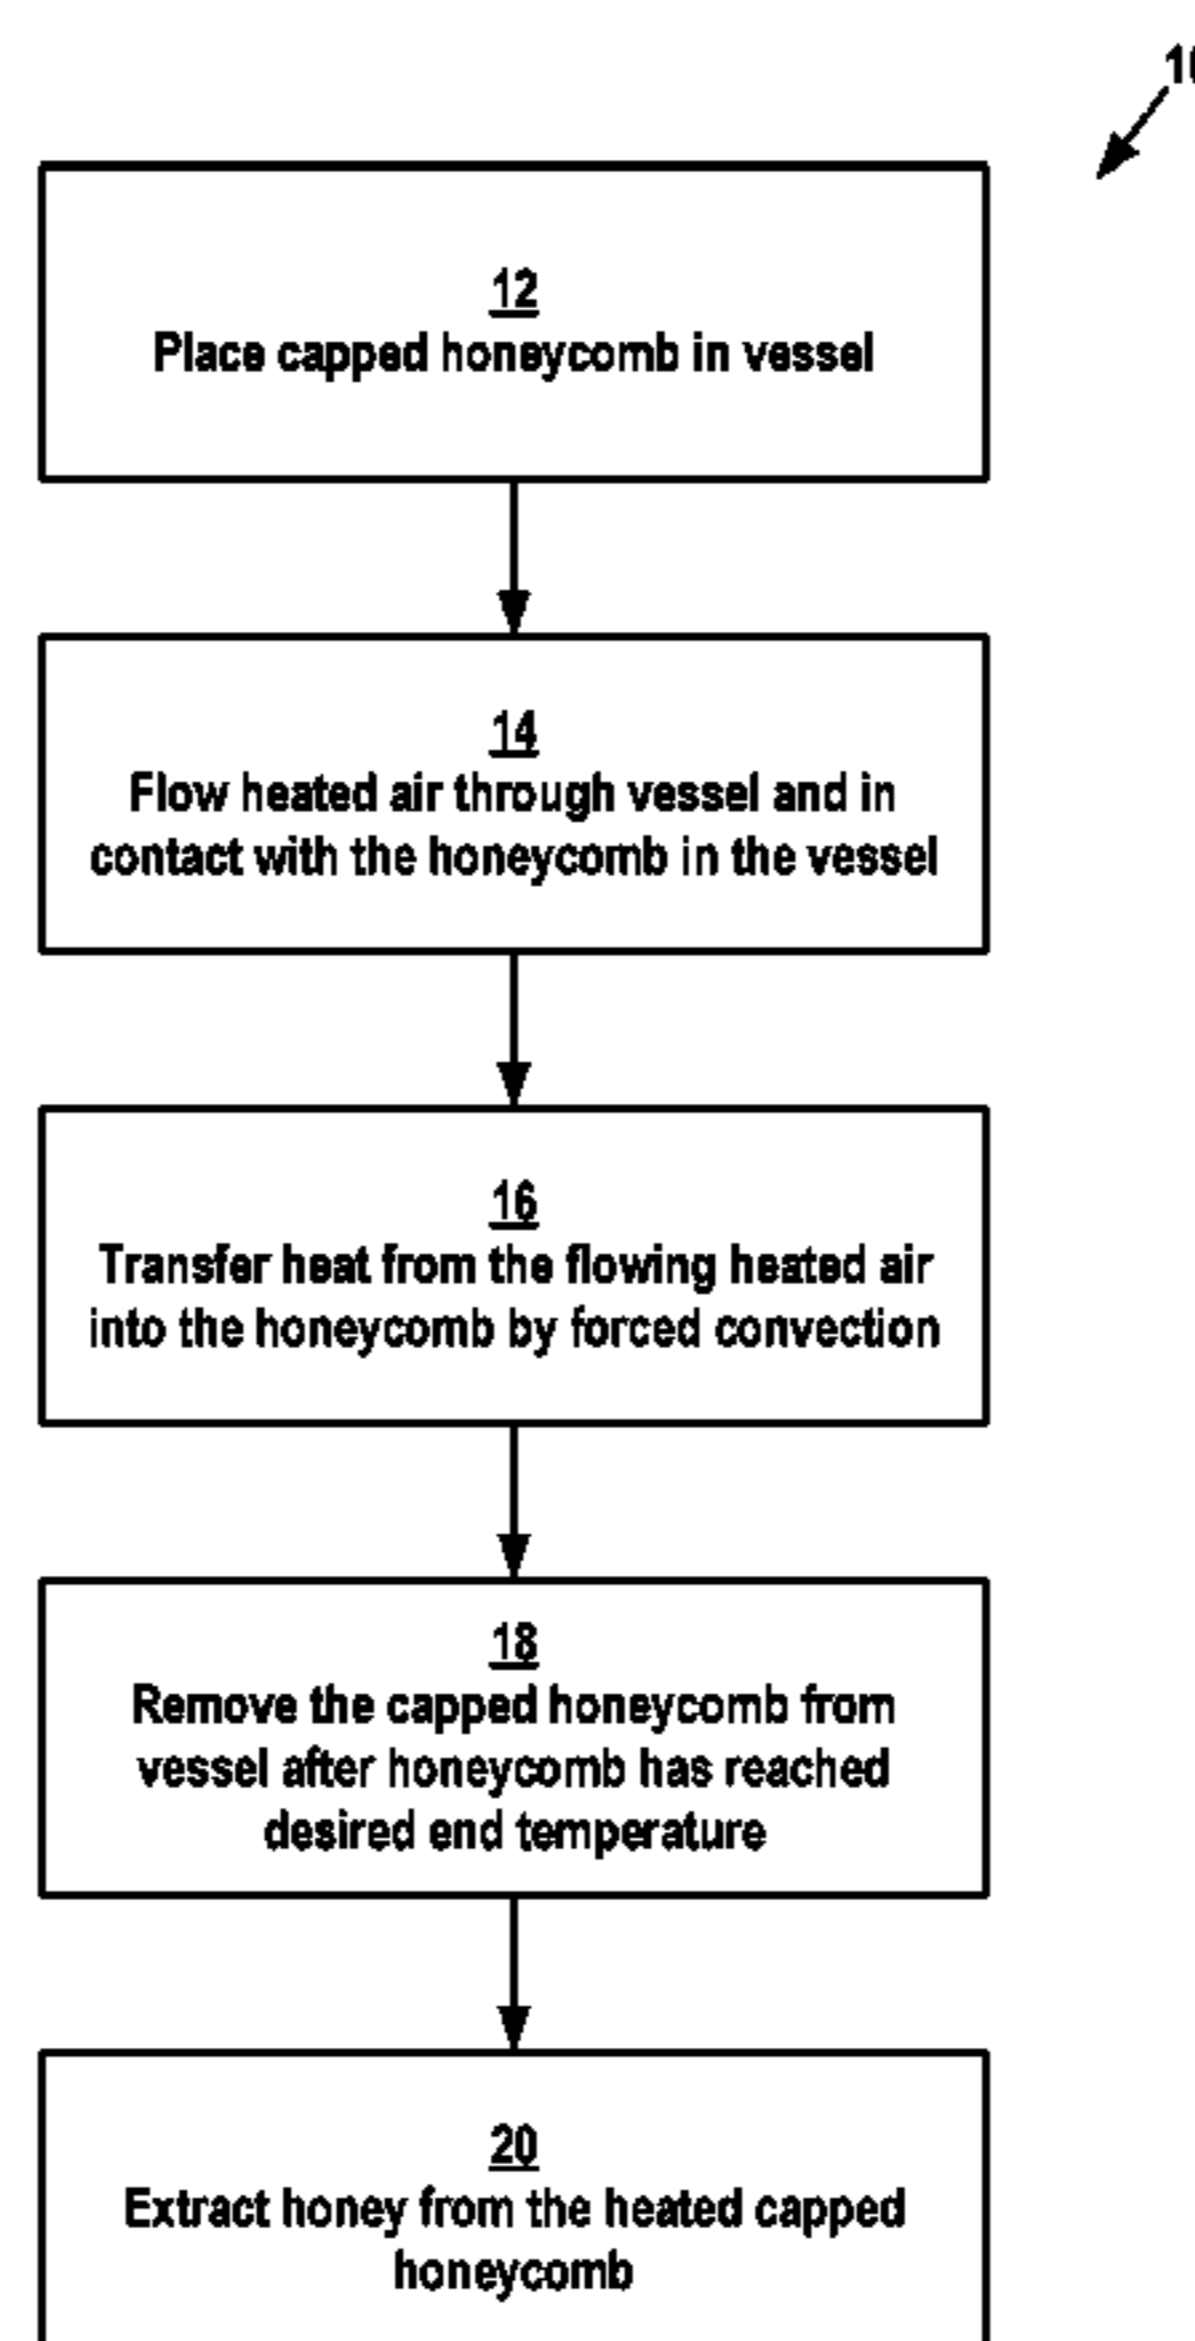 12
Place capped honeycomb in vessel
14
Flow heated air through vessel and in
contact with the honeycomb in the vessel
16
Transfer heat from the flowing heated air
into the honeycomb by forced convection
18
Remove the capped honeycomb from
vessel after honeycomb has reached
desired end temperature
20
Extract honey from the heated capped
honeycomb